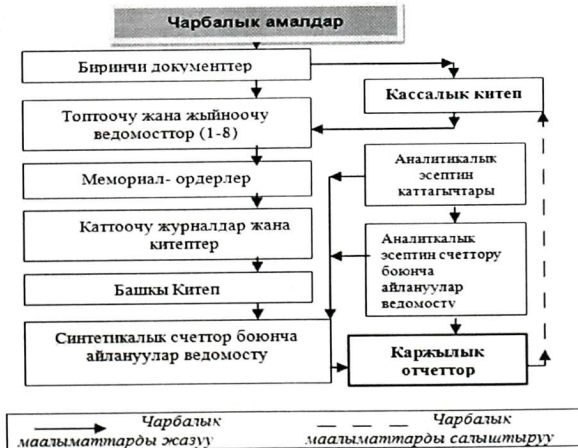 Чарбалык амалдар
Биринчи документтер
Кассалык китеп
Топтоочу жана жыйноочу
ведомосттор (1-8)
Мемориал- ордерлер
Аналитикалык
эсептин
каттагычтары
Каттоочу журналдар жана
китептер
Аналиткалык
эсептин счеттору
боюнча
айлануулар
ведомосту
Башкы Китеп
Синтетикалык счеттор боюнча
айлануулар ведомосту
Каржылык
отчеттор
Чарбалык
маалыматтарды жазуу
Чарбалык
маалыматтарды салыштыруу